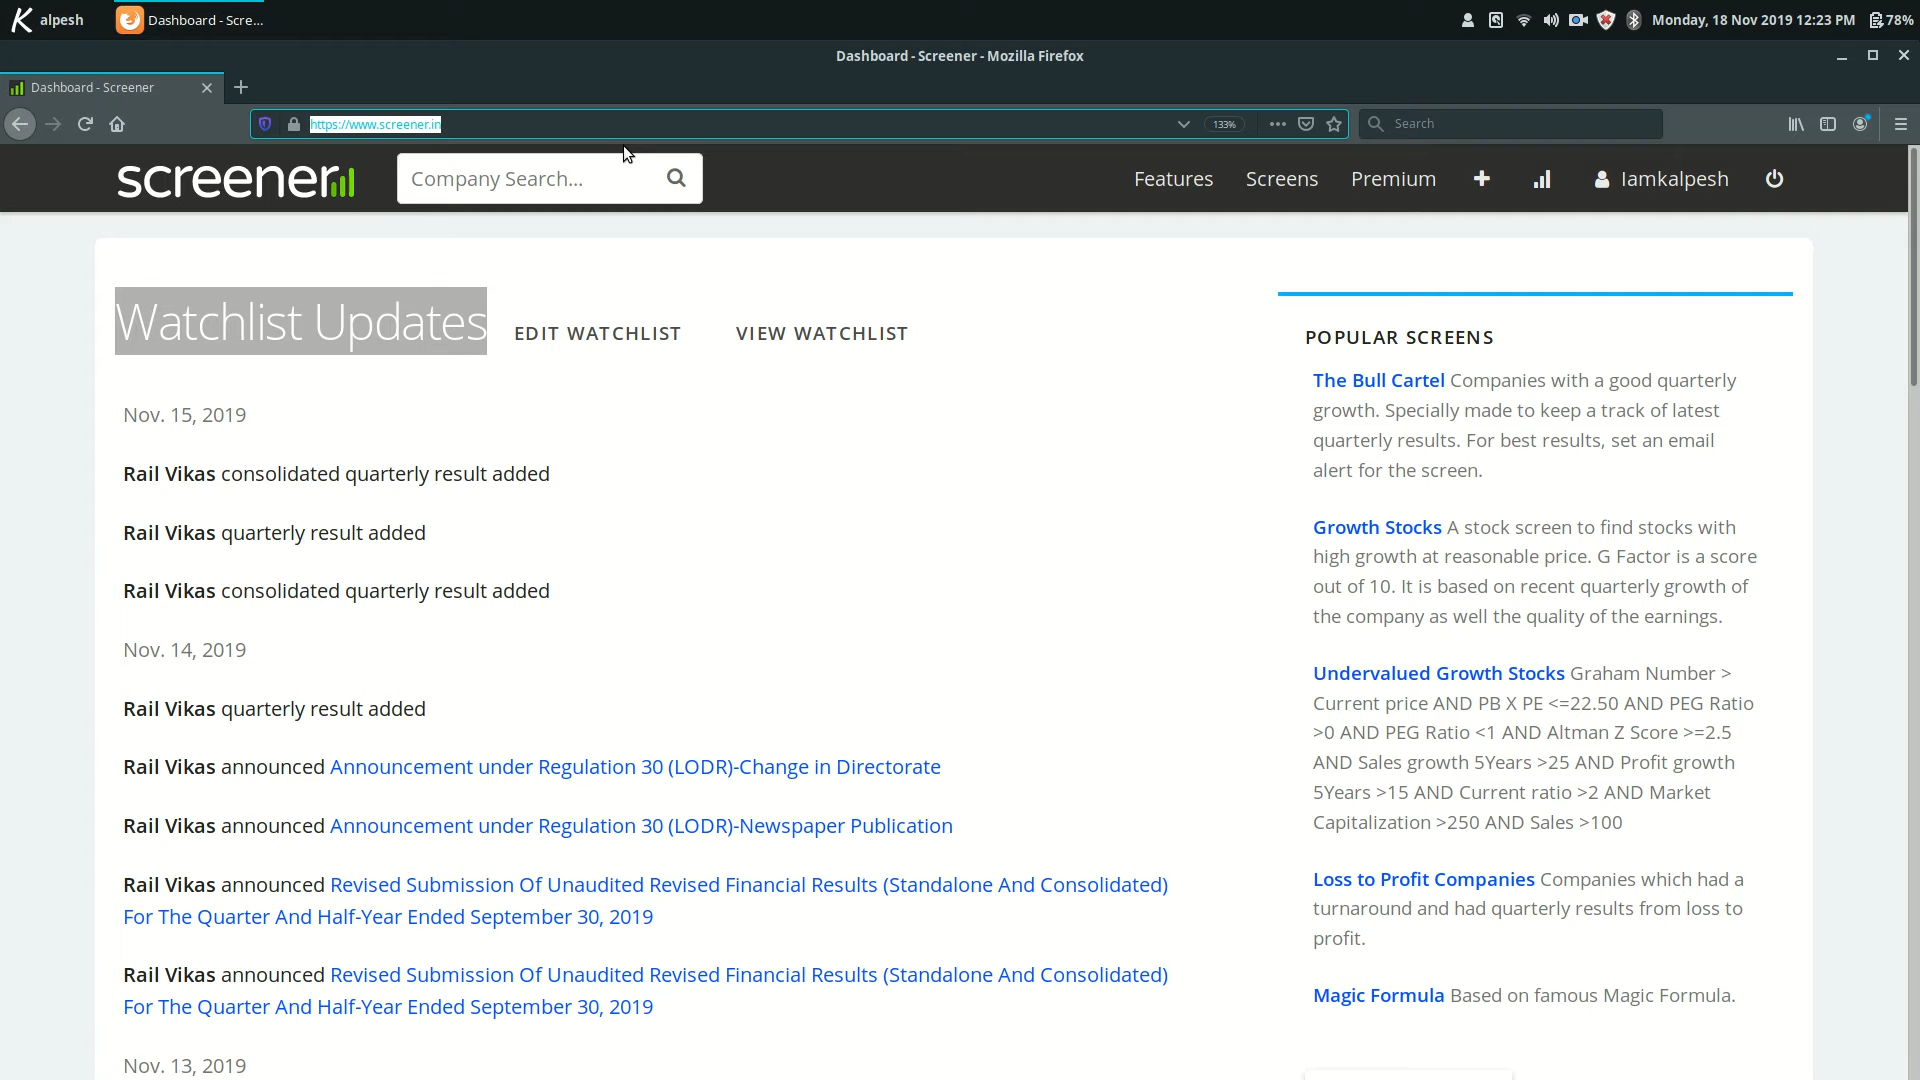 Kalpesh
Dashboard - Scre...
Monday, 18 Nov 2019 12:23 PM
78%
Dashboard - Screener - Mozilla Firefox
Dashboard - Screener
https://www.screener.in
133%
Search
screener
Company Search...
Features
Screens
Premium
Iamkalpesh
Watchlist Updates
EDIT WATCHLIST
VIEW WATCHLIST
Nov. 15, 2019
Rail Vikas consolidated quarterly result added
Rail Vikas quarterly result added
Rail Vikas consolidated quarterly result added
Nov. 14, 2019
Rail Vikas quarterly result added
Rail Vikas announced Announcement under Regulation 30 (LODR)-Change in Directorate
Rail Vikas announced Announcement under Regulation 30 (LODR)-Newspaper Publication
Rail Vikas announced Revised Submission Of Unaudited Revised Financial Results (Standalone And Consolidated)
For The Quarter And Half-Year Ended September 30, 2019
Rail Vikas announced Revised Submission Of Unaudited Revised Financial Results (Standalone And Consolidated)
For The Quarter And Half-Year Ended September 30, 2019
Nov. 13, 2019
POPULAR SCREENS
The Bull Cartel Companies with a good quarterly
growth. Specially made to keep a track of latest
quarterly results. For best results, set an email
alert for the screen.
Growth Stocks A stock screen to find stocks with
high growth at reasonable price. G Factor is a score
out of 10. It is based on recent quarterly growth of
the company as well the quality of the earnings.
Undervalued Growth Stocks Graham Number >
Current price AND PB X PE <=22.50 AND PEG Ratio
>0 AND PEG Ratio <1 AND Altman Z Score >=2.5
AND Sales growth 5Years >25 AND Profit growth
5Years >15 AND Current ratio >2 AND Market
Capitalization >250 AND Sales >100
Loss to Profit Companies Companies which had a
turnaround and had quarterly results from loss to
profit.
Magic Formula Based on famous Magic Formula.